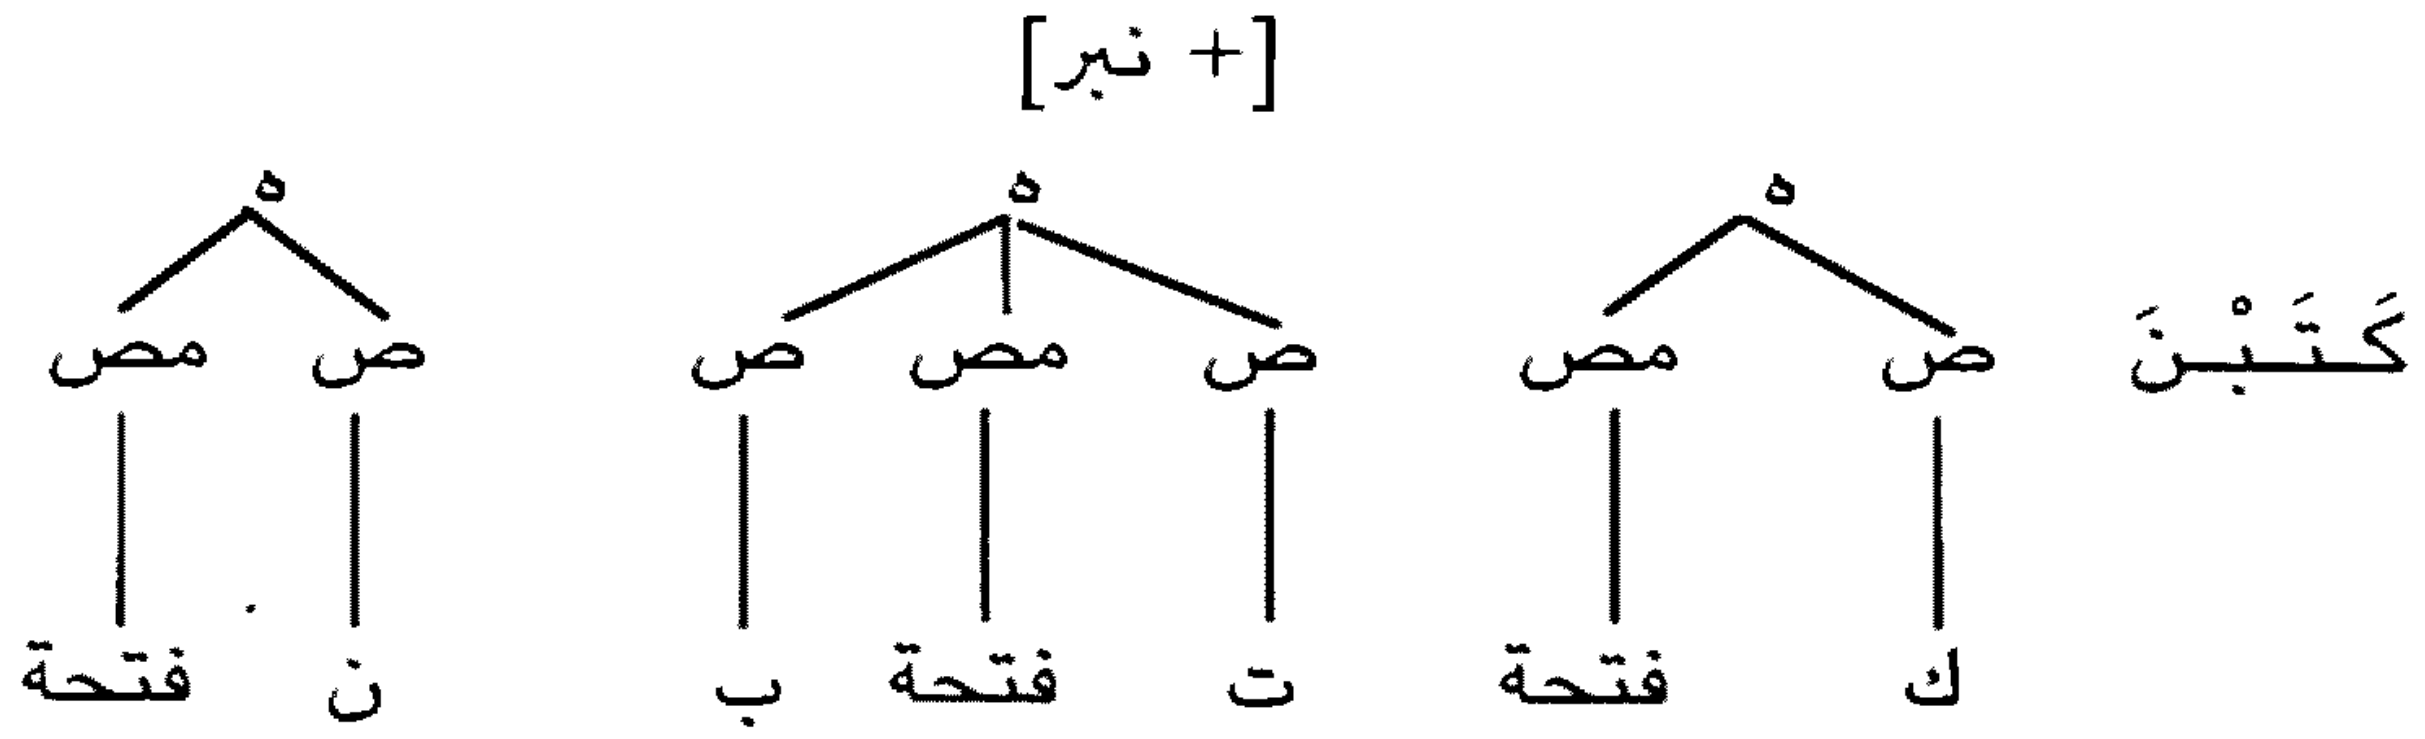 [+ نبر]
ه ه ه
كَتَبْنَ ص مص ص مص ص ص مص
ك فتحة ت فتحة ب ن فتحة